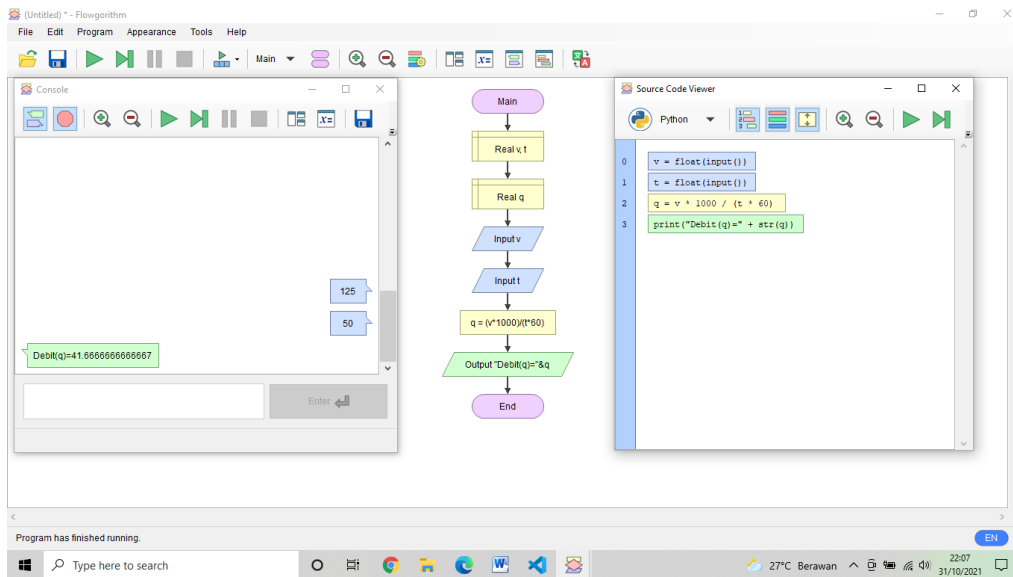 (Untitled) * - Flowgorithm
File Edit Program Appearance Tools Help
Main
x=
Console
x=
125
50
Debit(q)=41.6666666666667
Enter
Main
Real v, t
Real q
Input v
Input t
q = (v*1000)/(t*60)
Output "Debit(q)="&q
End
Source Code Viewer
Python
0 v = float(input())
1 t = float(input())
2 q = v * 1000 / (t * 60)
3 print("Debit(q)=" + str(q))
Program has finished running.
EN
Type here to search
27°C Berawan
22:07
31/10/2021